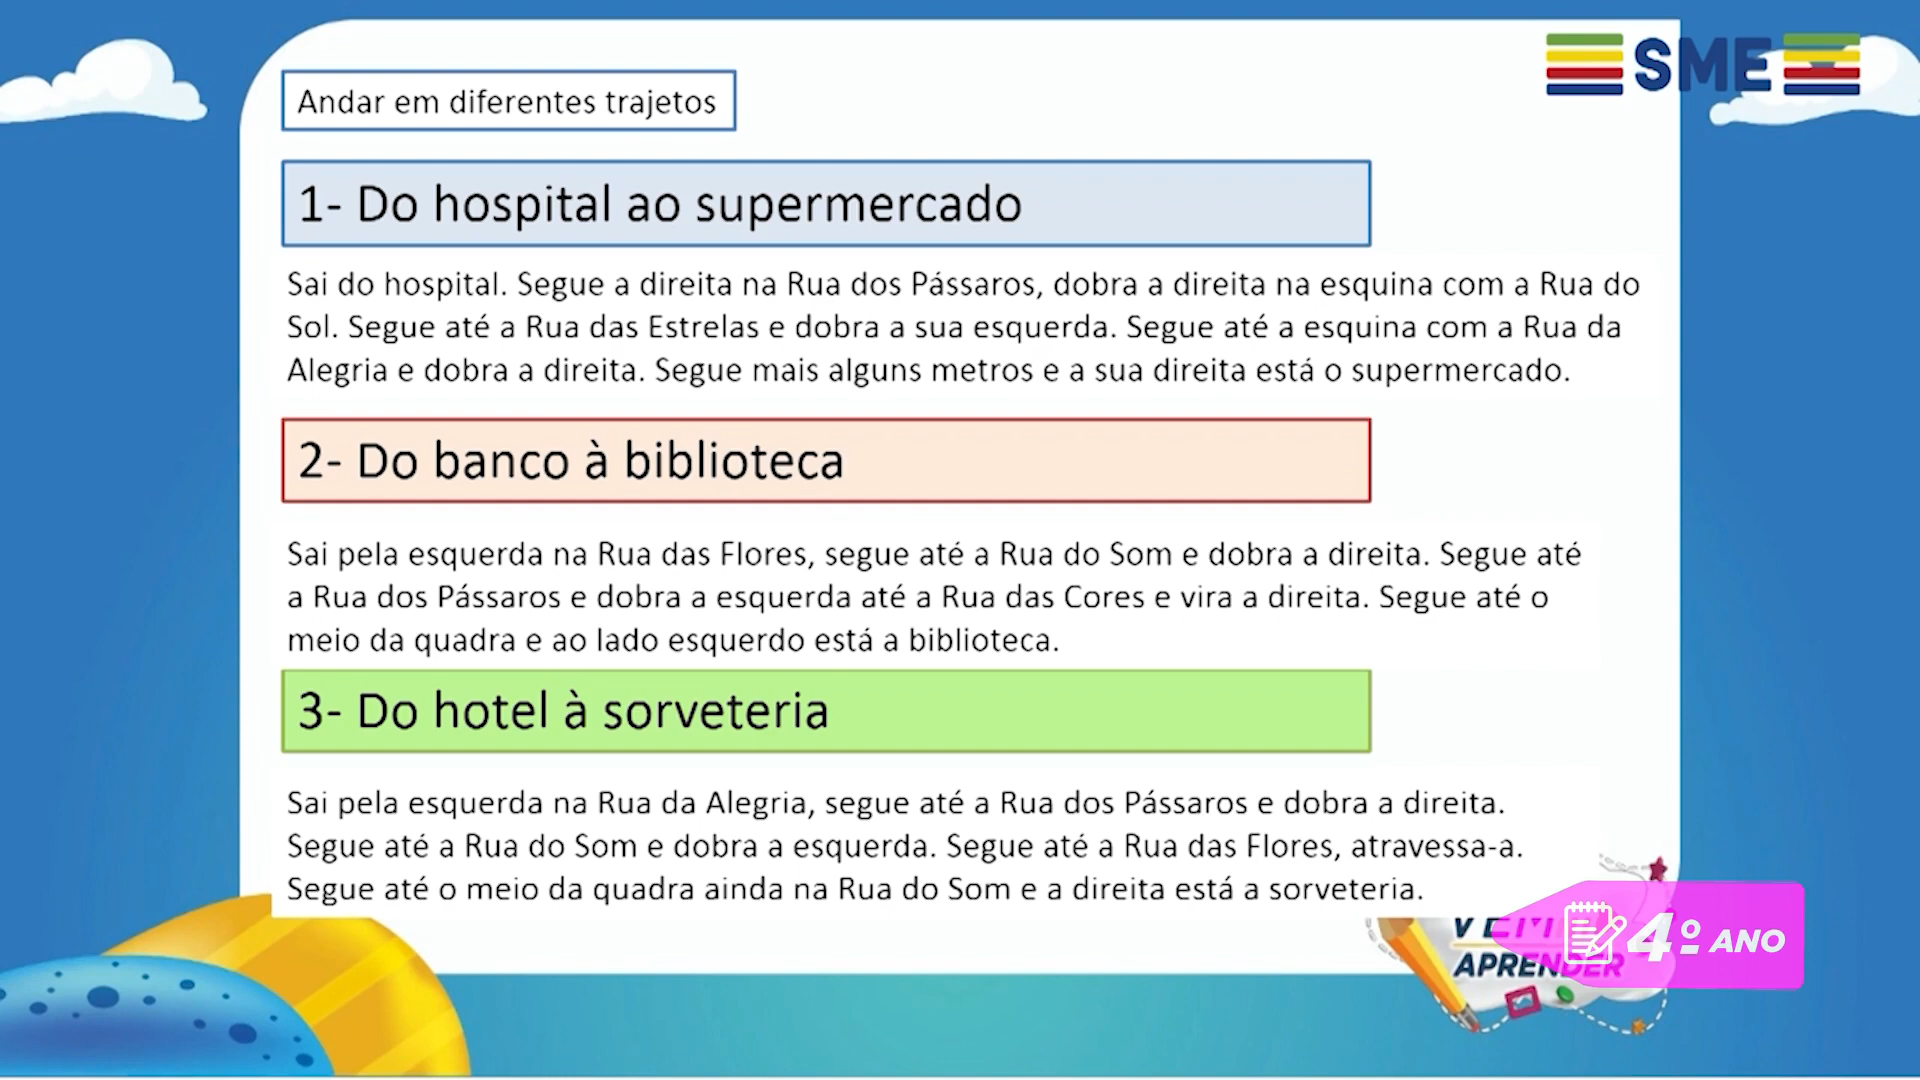 SME
Andar em diferentes trajetos
1- Do hospital ao supermercado
Sai do hospital. Segue a direita na Rua dos Pássaros, dobra a direita na esquina com a Rua do
Sol. Segue até a Rua das Estrelas e dobra a sua esquerda. Segue até a esquina com a Rua da
Alegria e dobra a direita. Segue mais alguns metros e a sua direita está o supermercado.
2- Do banco à biblioteca
Sai pela esquerda na Rua das Flores, segue até a Rua do Som e dobra a direita. Segue até
a Rua dos Pássaros e dobra a esquerda até a Rua das Cores e vira a direita. Segue até o
meio da quadra e ao lado esquerdo está a biblioteca.
3- Do hotel à sorveteria
Sai pela esquerda na Rua da Alegria, segue até a Rua dos Pássaros e dobra a direita.
Segue até a Rua do Som e dobra a esquerda. Segue até a Rua das Flores, atravessa-a.
Segue até o meio da quadra ainda na Rua do Som e a direita está a sorveteria.
4º ANO
APRENDER